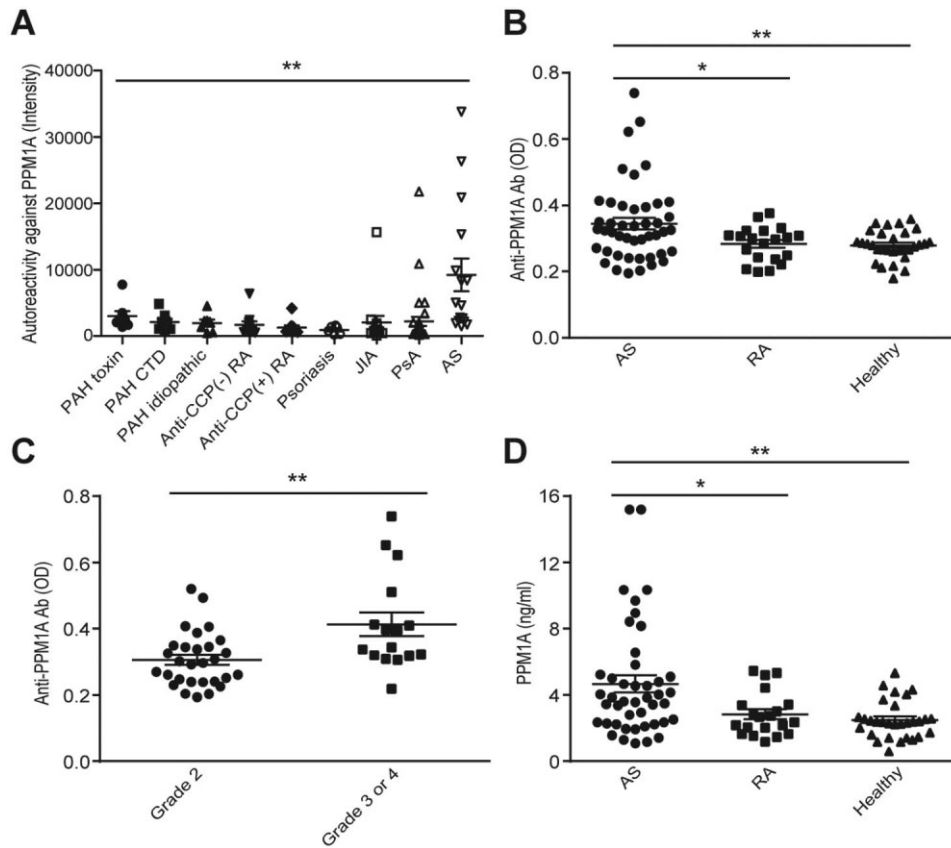 A
Autoreactivity against PPM1A (Intensity)
40000
30000
20000
10000
0
**
PAH toxin
PAH CTD
PAH idiopathic
Anti-CCP(-) RA
Anti-CCP(+) RA
Psoriasis
JIA
PsA
AS
B
Anti-PPM1A Ab (OD)
0.8
0.6
0.4
0.2
0.0
**
*
AS
RA
Healthy
C
Anti-PPM1A Ab (OD)
0.8
0.6
0.4
0.2
0.0
**
Grade 2
Grade 3 or 4
D
PPM1A (ng/ml)
16
12
8
4
0
**
*
AS
RA
Healthy